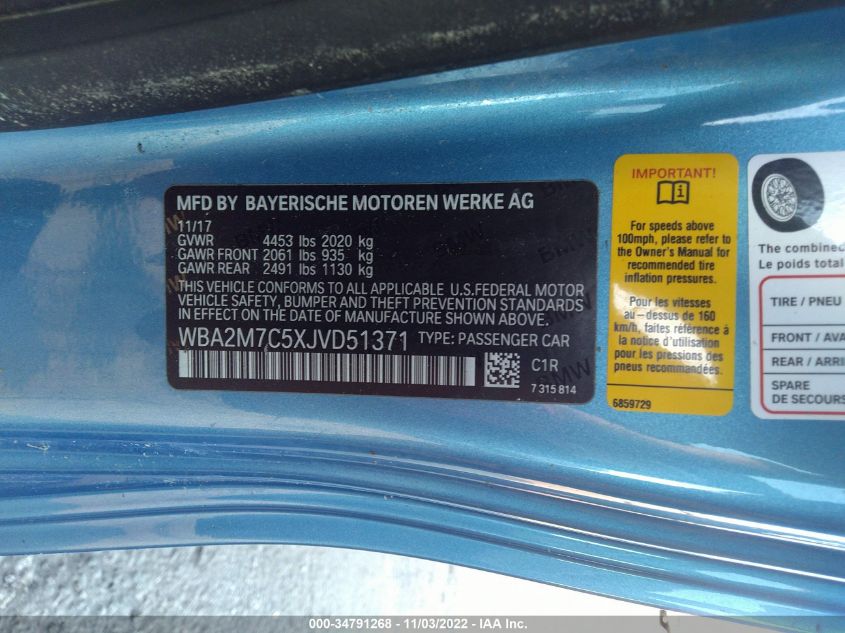 MFD BY BAYERISCHE MOTOREN WERKE AG
11/17
GVWR 4453 lbs 2020 kg
GAWR FRONT 2061 lbs 935 kg
GAWR REAR 2491 lbs 1130 kg
THIS VEHICLE CONFORMS TO ALL APPLICABLE U.S.FEDERAL MOTOR
VEHICLE SAFETY, BUMPER AND THEFT PREVENTION STANDARDS
IN EFFECT ON THE DATE OF MANUFACTURE SHOWN ABOVE.
WBA2M7C5XJVD51371 TYPE: PASSENGER CAR
C1R
7 315 814
BMW
IMPORTANT!
For speeds above
100mph, please refer to
the Owner's Manual for
recommended tire
inflation pressures.
Pour les vitesses
au-dessus de 160
km/h, faites référence à
la notice d'utilisation
pour les pressions des
pneus recommandées.
6859729
The combined
Le poids total
TIRE / PNEU
FRONT / AVA
REAR / ARRI
SPARE
DE SECOURS
000-34791268 - 11/03/2022 - IAA Inc.